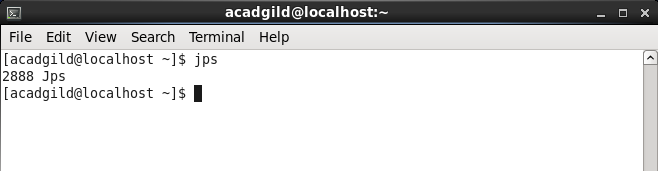 acadgild@localhost:~
File Edit View Search Terminal Help
[acadgild@localhost ~]$ jps
2888 Jps
[acadgild@localhost ~]$